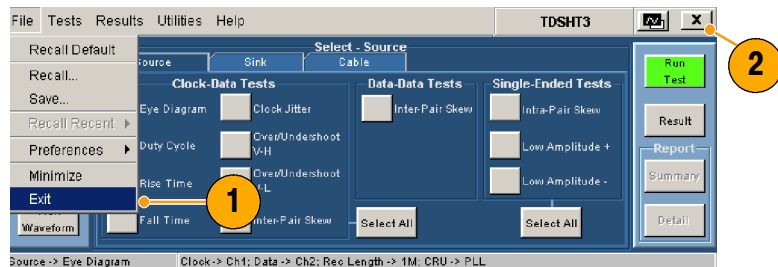 File Tests Results Utilities Help TDSHT3 X
Recall Default
Recall...
Save...
Recall Recent
Preferences
Minimize
Exit
Select - Source
Source Sink Cable
Clock-Data Tests Data-Data Tests Single-Ended Tests
Eye Diagram Clock Jitter Inter-Pair Skew Intra-Pair Skew
Duty Cycle Over/Undershoot V-H Low Amplitude +
Rise Time Over/Undershoot Low Amplitude -
Fall Time Inter-Pair Skew Select All Select All
Waveform
Run Test
Result
Report
Summary
Detail
1
2
Source -> Eye Diagram Clock-> Ch1; Data -> Ch2; Rec Length -> 1M; CRU -> PLL